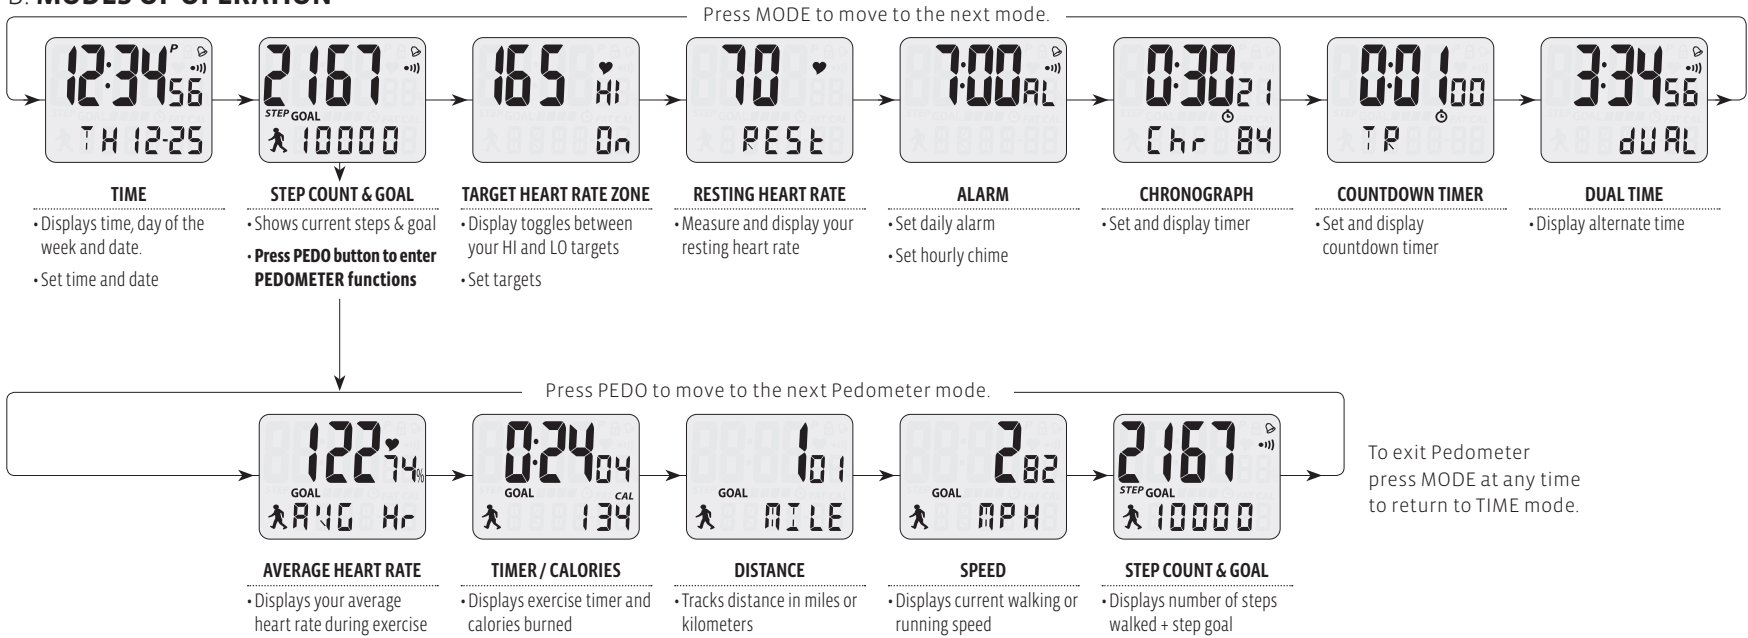 D. MODES OF OPERATION
Press MODE to move to the next mode.
12:34 56 P
TH 12-25
TIME
• Displays time, day of the
week and date.
• Set time and date
2167
STEP GOAL
10000
STEP COUNT & GOAL
• Shows current steps & goal
• Press PEDO button to enter
PEDOMETER functions
165 HI
On
TARGET HEART RATE ZONE
• Display toggles between
your HI and LO targets
• Set targets
70
REST
RESTING HEART RATE
• Measure and display your
resting heart rate
7:00 AL
ALARM
• Set daily alarm
• Set hourly chime
0:30 21
Chr 84
CHRONOGRAPH
• Set and display timer
0:01 00
TR
COUNTDOWN TIMER
• Set and display
countdown timer
3:34 56
dUAL
DUAL TIME
• Display alternate time
Press PEDO to move to the next Pedometer mode.
122 74%
GOAL
AVG Hr
AVERAGE HEART RATE
• Displays your average
heart rate during exercise
0:24 04
GOAL CAL
134
TIMER / CALORIES
• Displays exercise timer and
calories burned
1 01
GOAL
MILE
DISTANCE
• Tracks distance in miles or
kilometers
2 82
GOAL
MPH
SPEED
• Displays current walking or
running speed
2167
STEP GOAL
10000
STEP COUNT & GOAL
• Displays number of steps
walked + step goal
To exit Pedometer
press MODE at any time
to return to TIME mode.